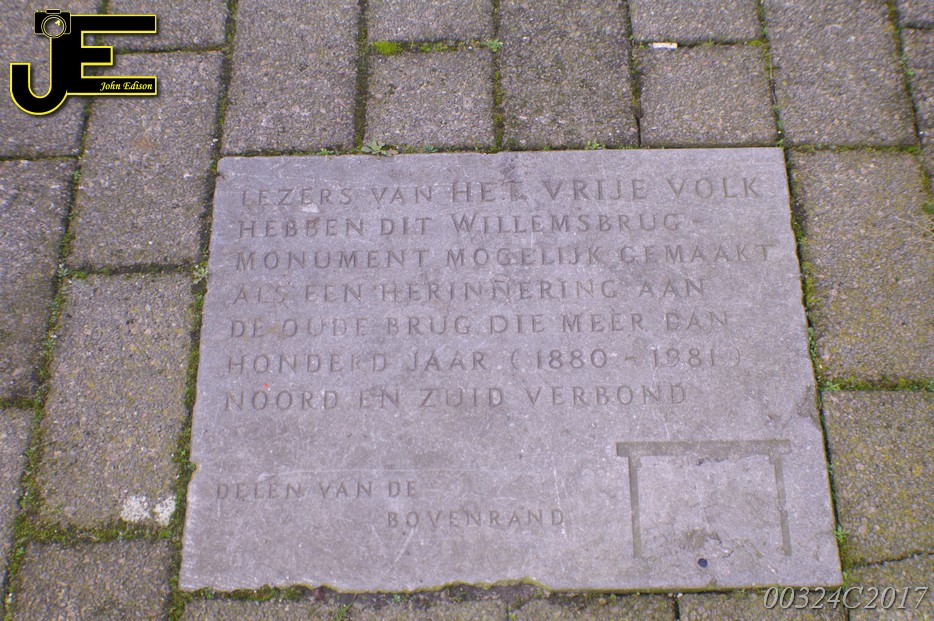 JE
John Edison
LEZERS VAN HET VRIJE VOLK
HEBBEN DIT WILLEMSBRUG-
MONUMENT MOGELIJK GEMAAKT
ALS EEN HERINNERING AAN
DE OUDE BRUG DIE MEER DAN
HONDERD JAAR (1880 - 1981)
NOORD EN ZUID VERBOND
DELEN VAN DE
BOVENRAND
00324C2017